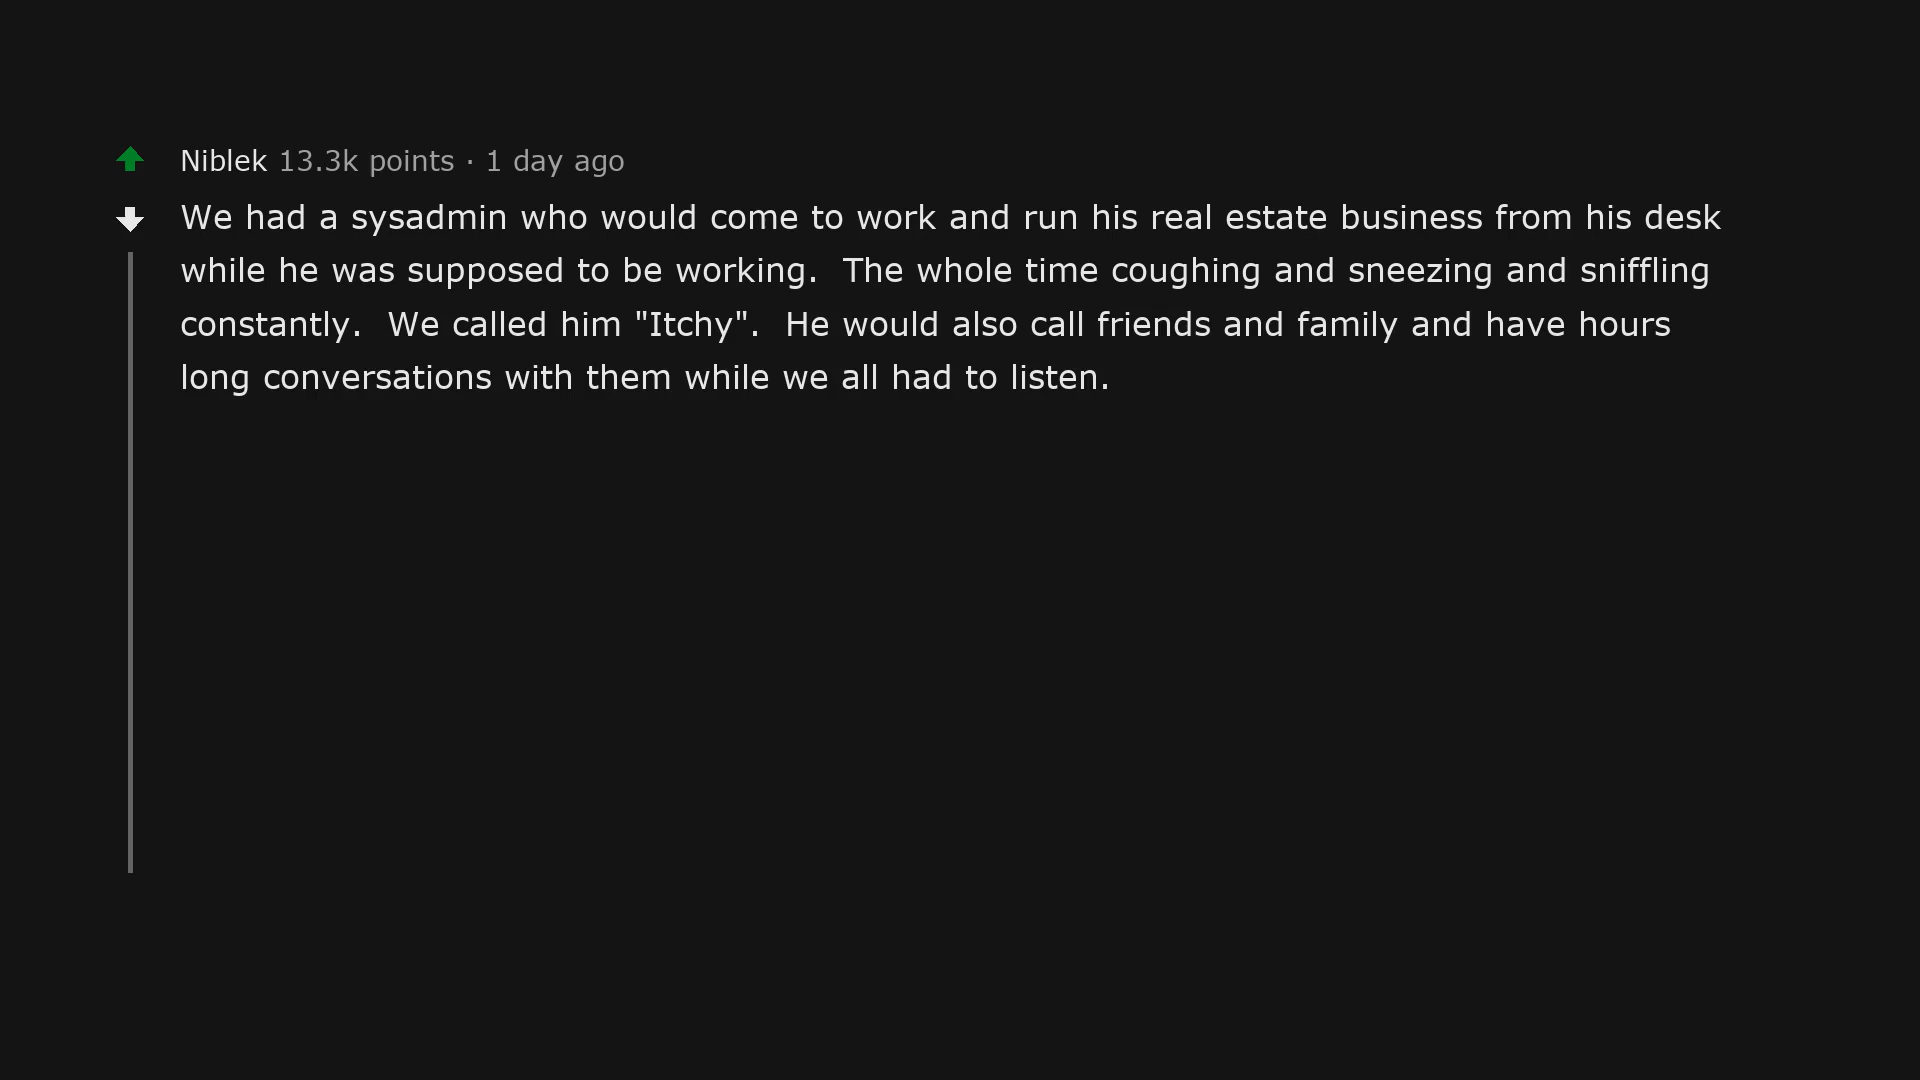 Niblek 13.3k points · 1 day ago
We had a sysadmin who would come to work and run his real estate business from his desk
while he was supposed to be working.  The whole time coughing and sneezing and sniffling
constantly.  We called him "Itchy".  He would also call friends and family and have hours
long conversations with them while we all had to listen.